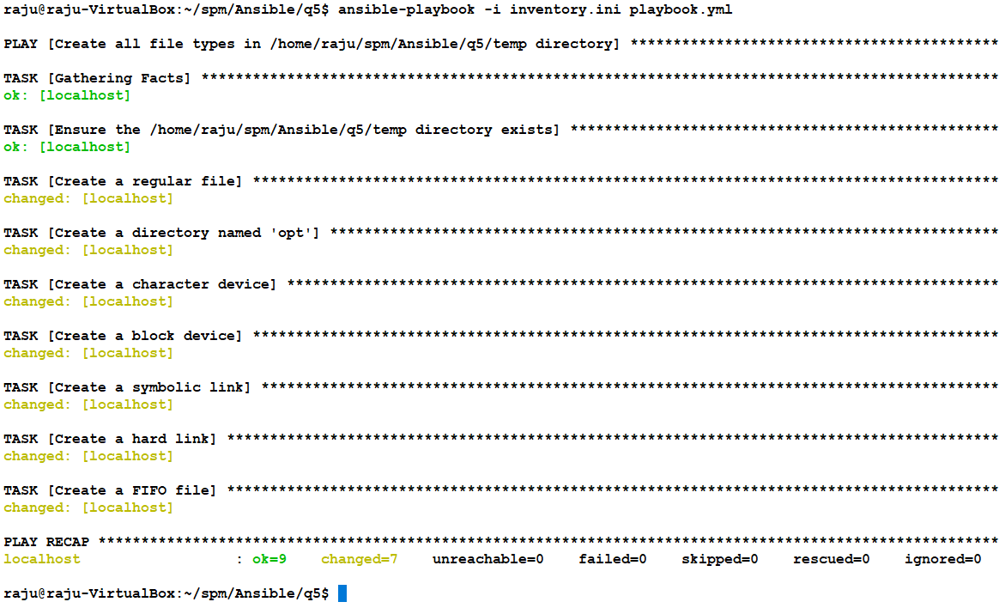 raju@raju-VirtualBox:~/spm/Ansible/q5$ ansible-playbook -i inventory.ini playbook.yml
PLAY [Create all file types in /home/raju/spm/Ansible/q5/temp directory] *******************************************
TASK [Gathering Facts] *********************************************************************************************
ok: [localhost]
TASK [Ensure the /home/raju/spm/Ansible/q5/temp directory exists] **************************************************
ok: [localhost]
TASK [Create a regular file] ***************************************************************************************
changed: [localhost]
TASK [Create a directory named 'opt'] ******************************************************************************
changed: [localhost]
TASK [Create a character device] ***********************************************************************************
changed: [localhost]
TASK [Create a block device] ***************************************************************************************
changed: [localhost]
TASK [Create a symbolic link] **************************************************************************************
changed: [localhost]
TASK [Create a hard link] ******************************************************************************************
changed: [localhost]
TASK [Create a FIFO file] ******************************************************************************************
changed: [localhost]
PLAY RECAP *********************************************************************************************************
localhost                  : ok=9    changed=7    unreachable=0    failed=0    skipped=0    rescued=0    ignored=0
raju@raju-VirtualBox:~/spm/Ansible/q5$